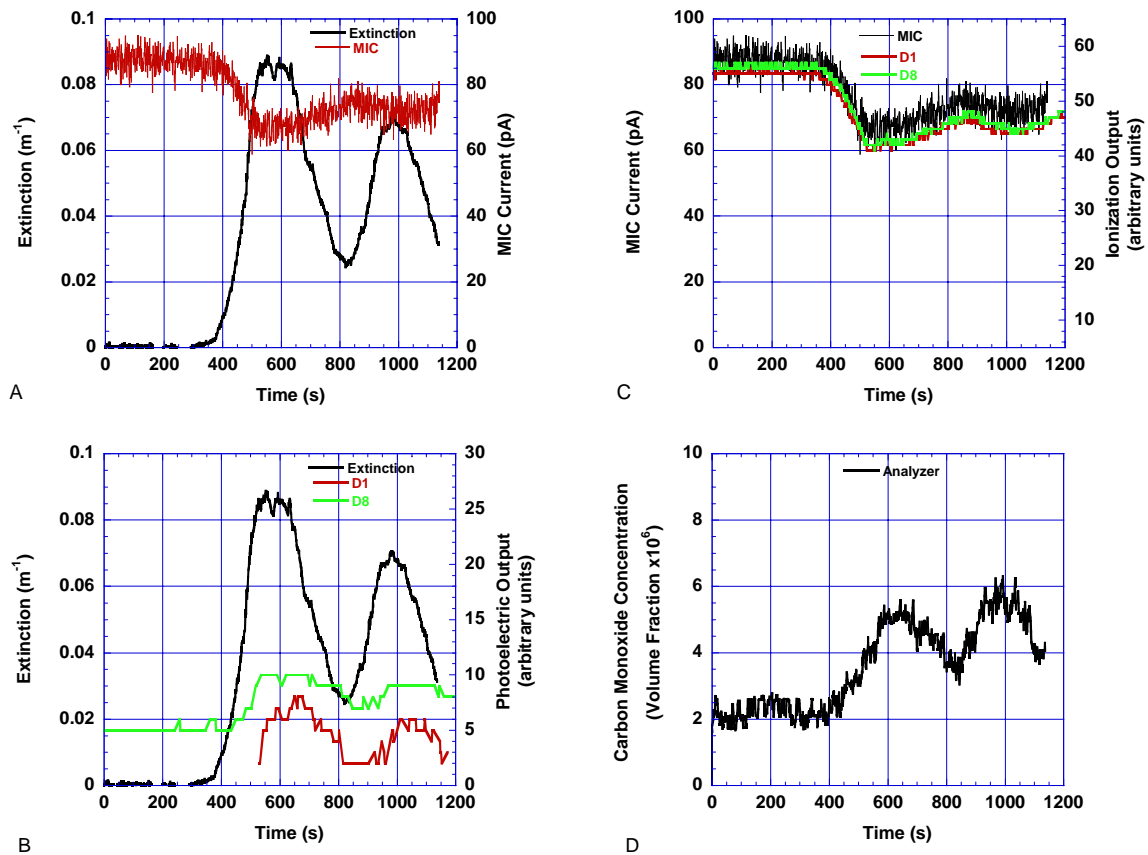 Extinction
MIC
0.1
0.08
0.06
0.04
0.02
0
100
80
60
40
20
0
0 200 400 600 800 1000 1200
Extinction (m-1)
MIC Current (pA)
Time (s)
A
MIC
D1
D8
100
80
60
40
20
0
60
50
40
30
20
10
0 200 400 600 800 1000 1200
MIC Current (pA)
Ionization Output
(arbitrary units)
Time (s)
C
Extinction
D1
D8
0.1
0.08
0.06
0.04
0.02
0
30
25
20
15
10
5
0
0 200 400 600 800 1000 1200
Extinction (m-1)
Photoelectric Output
(arbitrary units)
Time (s)
B
Analyzer
10
8
6
4
2
0
0 200 400 600 800 1000 1200
Carbon Monoxide Concentration
(Volume Fraction x10⁶)
Time (s)
D